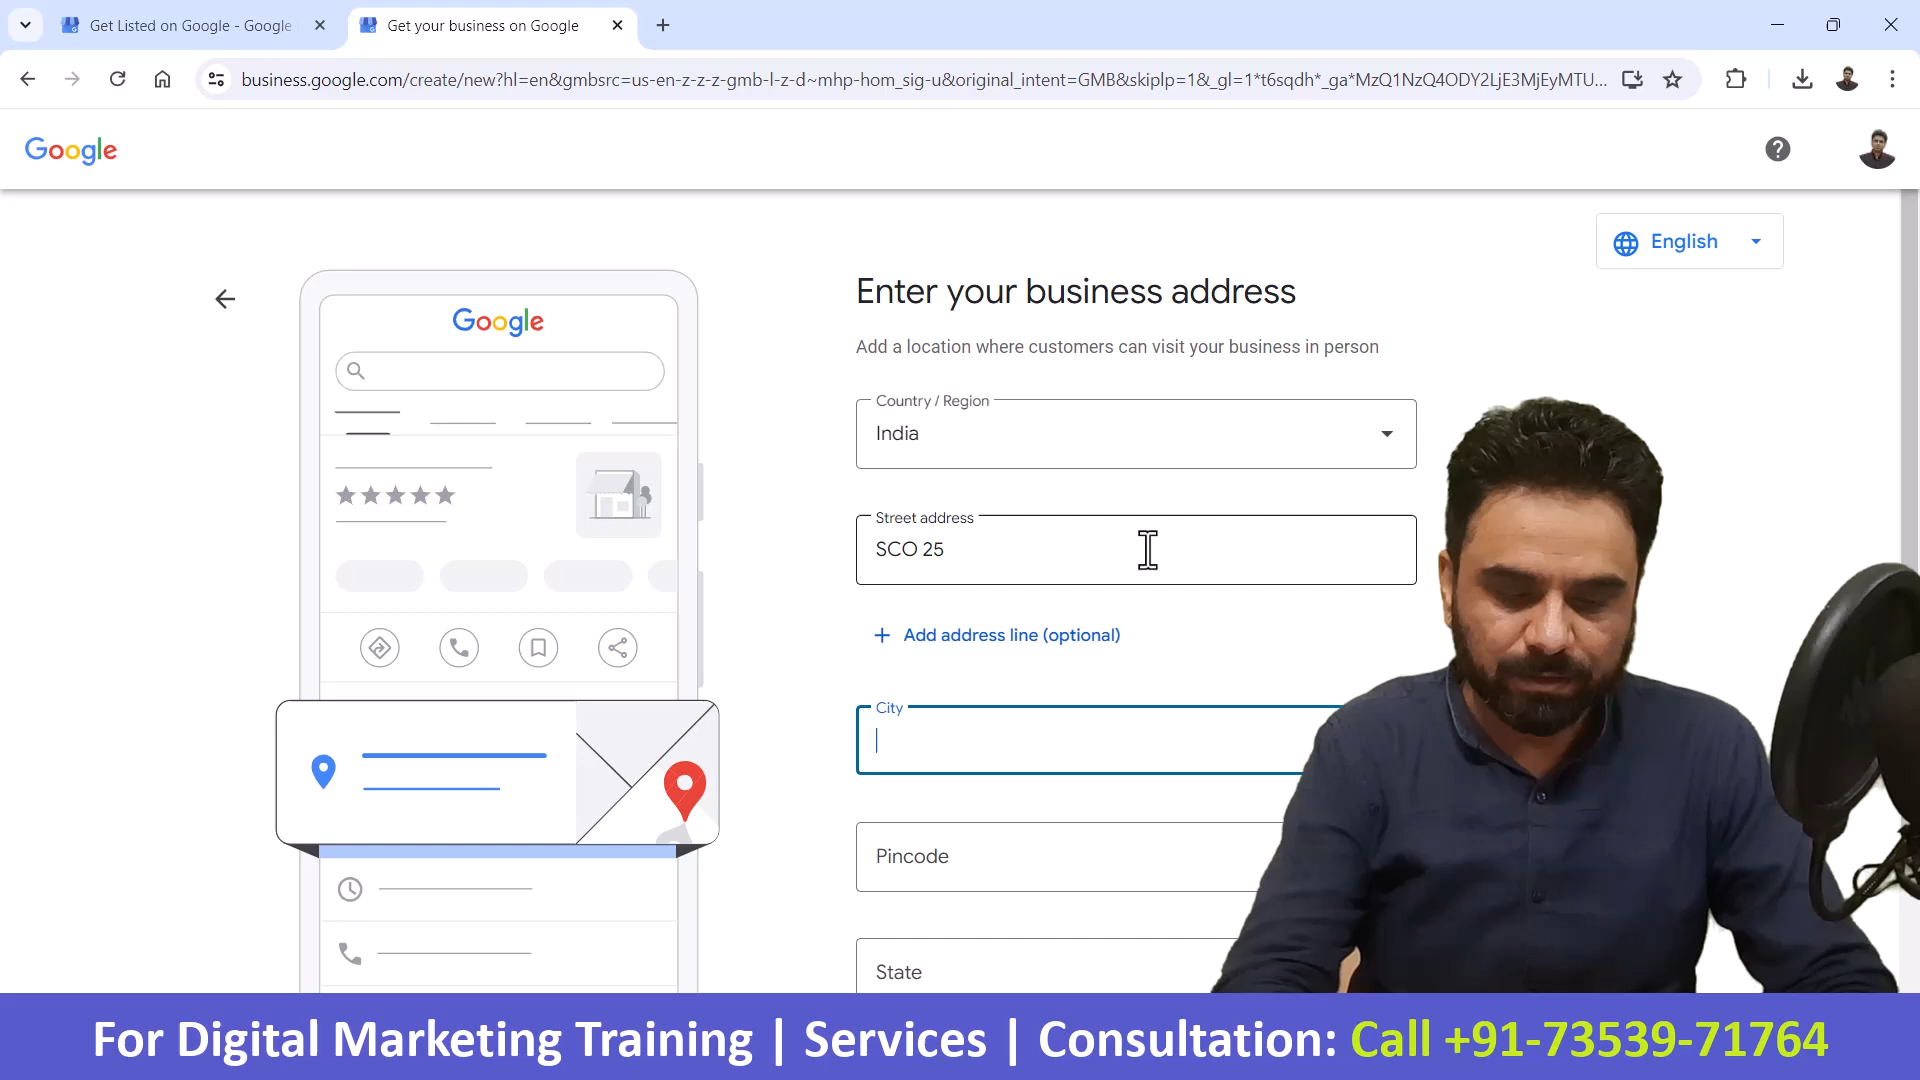 Get Listed on Google - Google
Get your business on Google
business.google.com/create/new?hl=en&gmbsrc=us-en-z-z-z-gmb-l-z-d~mhp-hom_sig-u&original_intent=GMB&skiplp=1&_gl=1*t6sqdh*_ga*MzQ1NzQ4ODY2LjE3MjEyMTU...
Google
English
Google
Enter your business address
Add a location where customers can visit your business in person
Country / Region
India
Street address
SCO 25
+ Add address line (optional)
City
Pincode
State
For Digital Marketing Training | Services | Consultation: Call +91-73539-71764